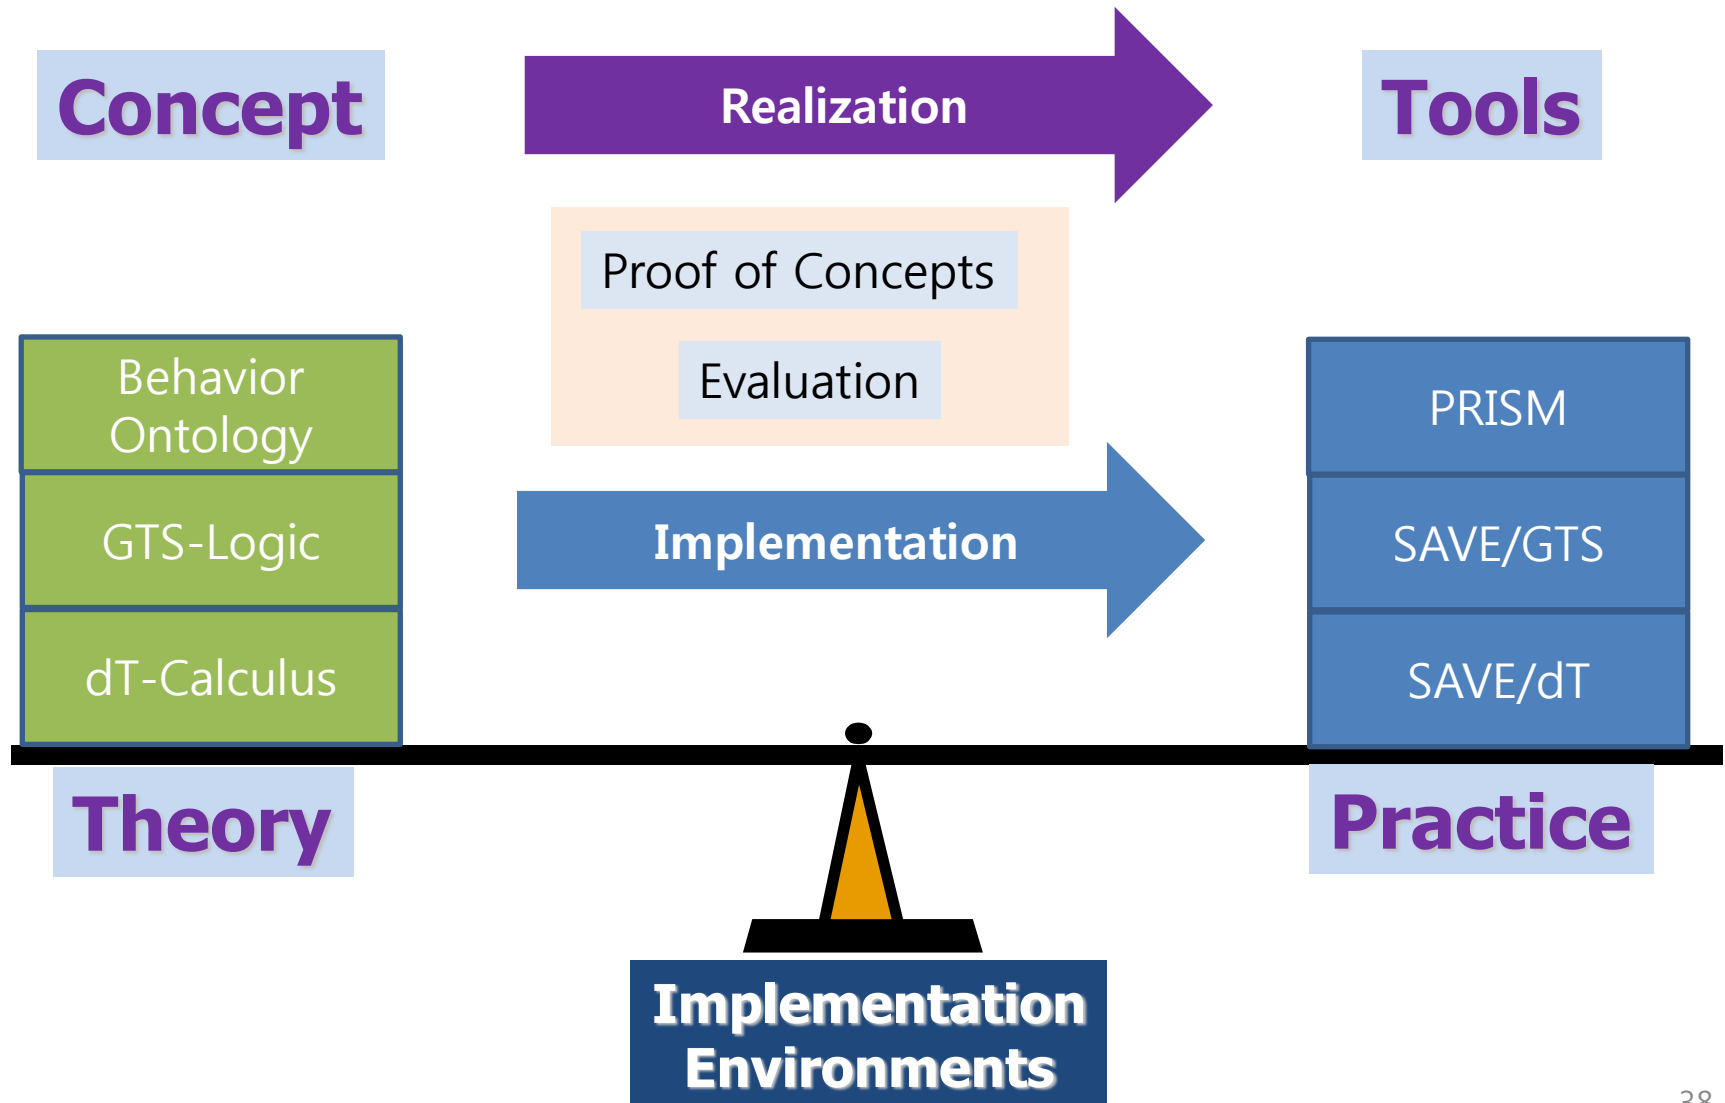 Concept
Realization
Tools
Proof of Concepts
Evaluation
Behavior
Ontology
GTS-Logic
dT-Calculus
Implementation
PRISM
SAVE/GTS
SAVE/dT
Theory
Practice
Implementation
Environments
38